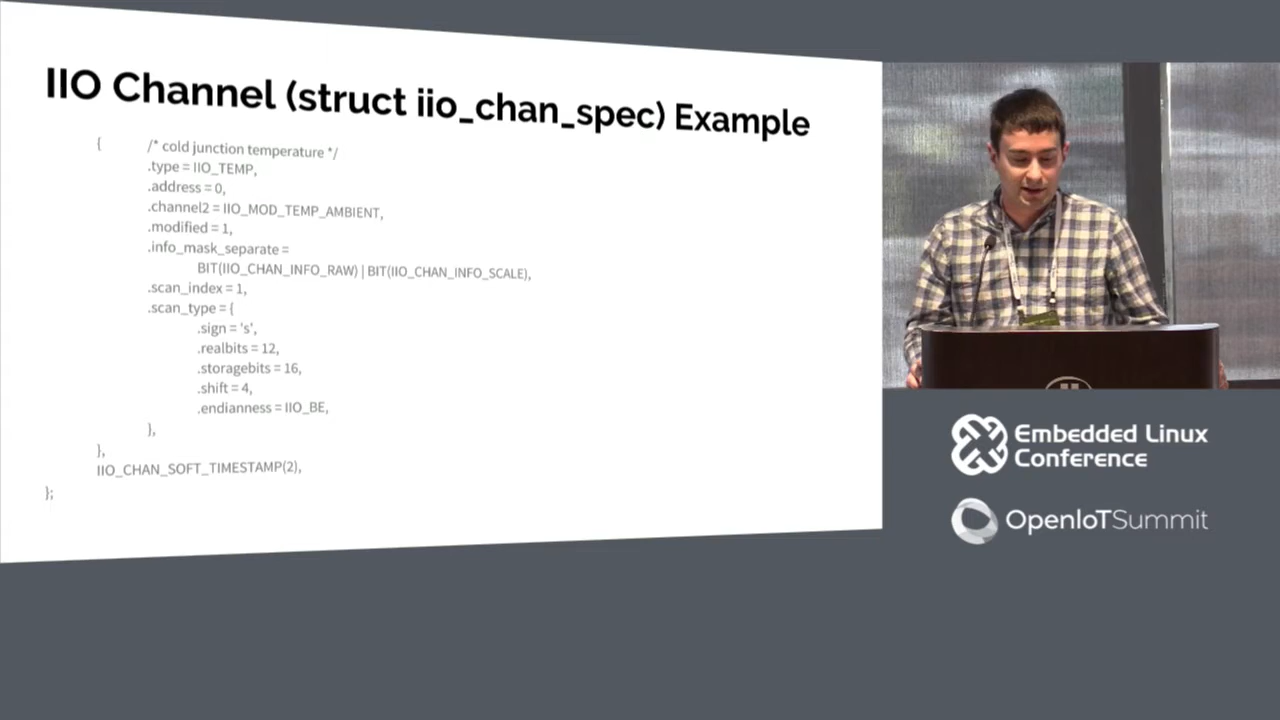 IIO Channel (struct iio_chan_spec) Example
{ /* cold junction temperature */
.type = IIO_TEMP,
.address = 0,
.channel2 = IIO_MOD_TEMP_AMBIENT,
.modified = 1,
.info_mask_separate =
BIT(IIO_CHAN_INFO_RAW) | BIT(IIO_CHAN_INFO_SCALE),
.scan_index = 1,
.scan_type = {
.sign = 's',
.realbits = 12,
.storagebits = 16,
.shift = 4,
.endianness = IIO_BE,
},
},
IIO_CHAN_SOFT_TIMESTAMP(2),
};
Embedded Linux
Conference
OpenIoTSummit